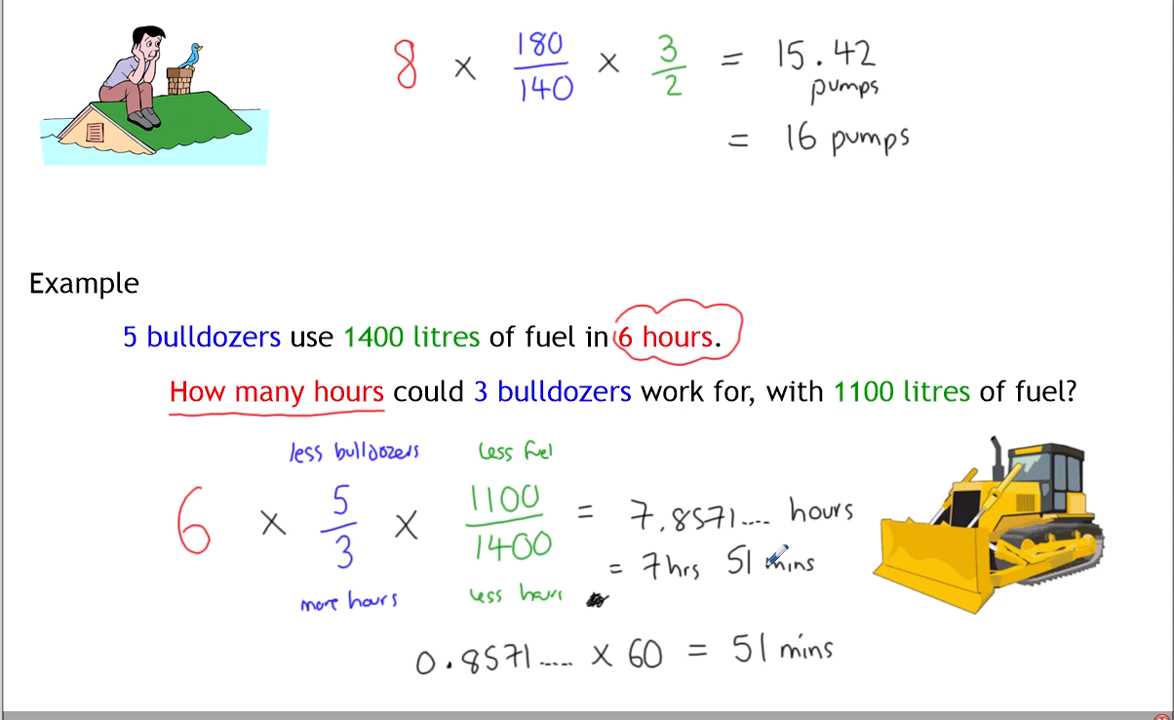 8 × 180/140 × 3/2 = 15.42
pumps
= 16 pumps
Example
5 bulldozers use 1400 litres of fuel in 6 hours.
How many hours could 3 bulldozers work for, with 1100 litres of fuel?
less bulldozers less fuel
6 × 5/3 × 1100/1400 = 7.8571.... hours
= 7hrs 51 mins
more hours less hours
0.8571..... × 60 = 51 mins